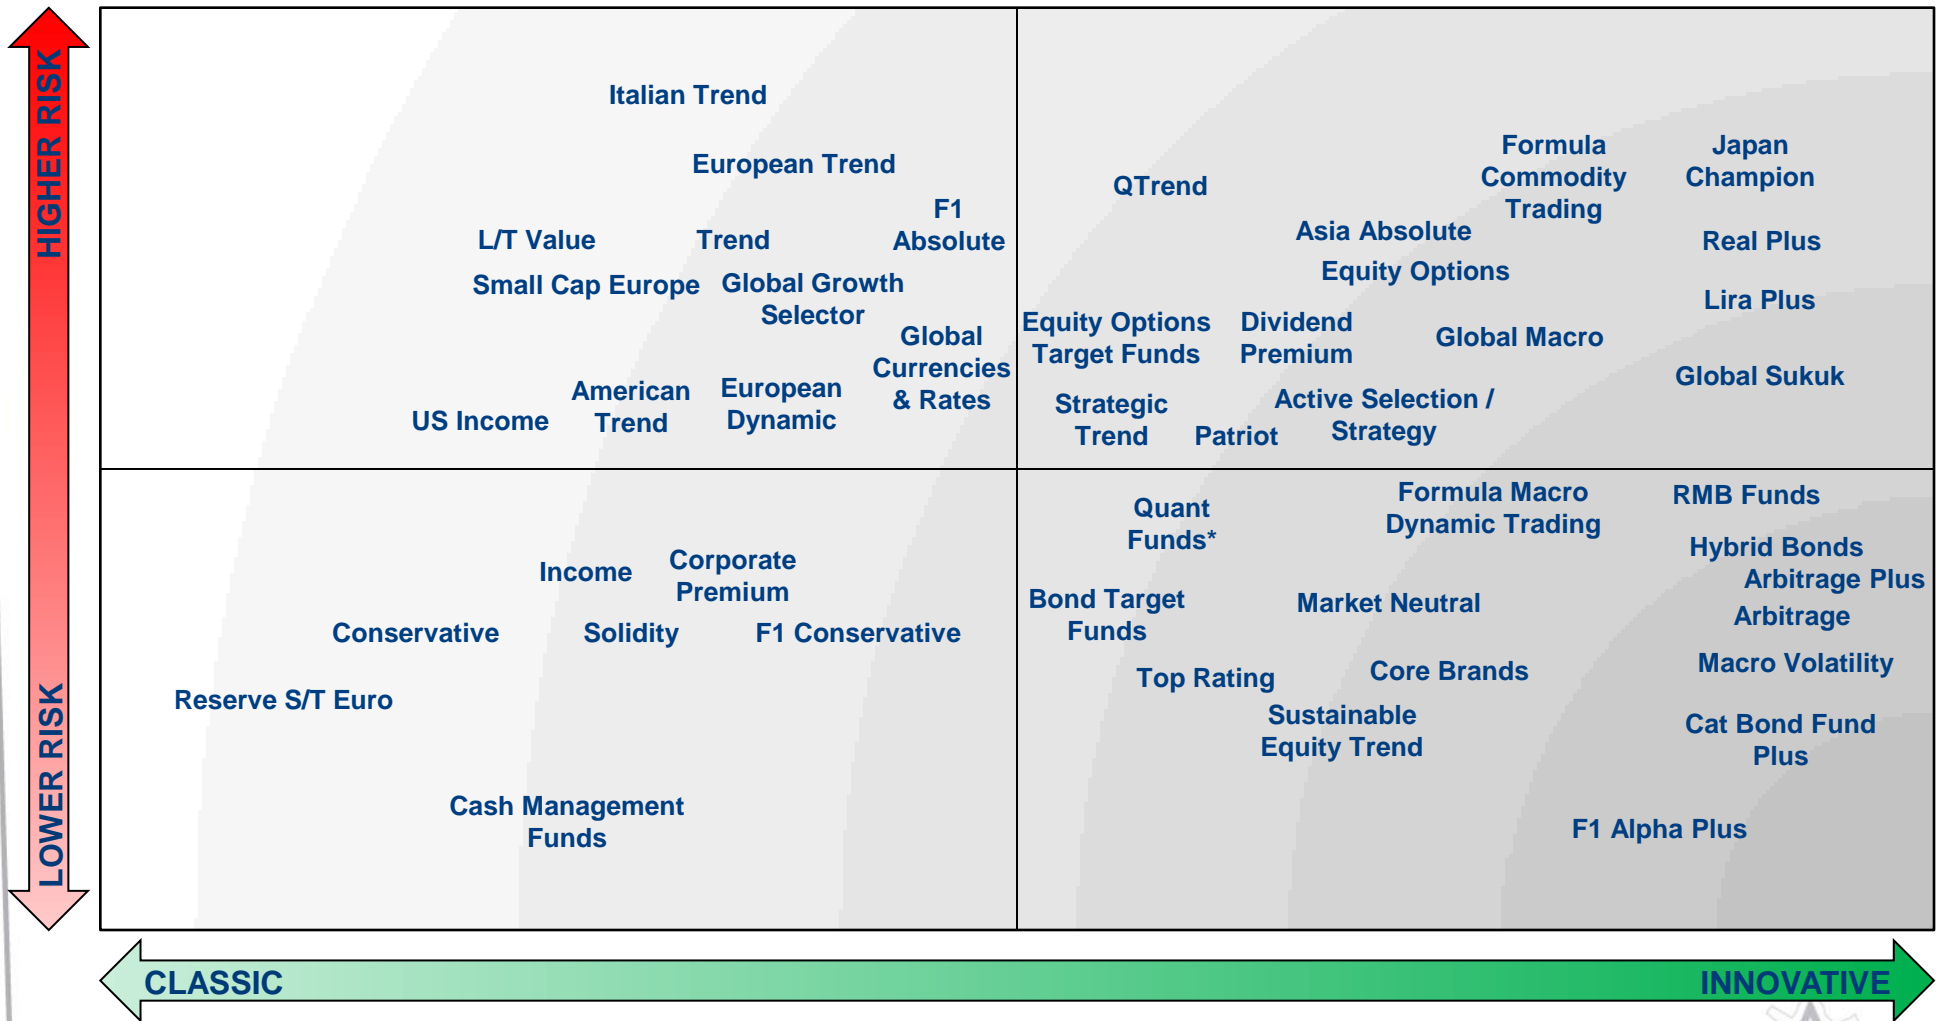 HIGHER RISK
LOWER RISK
Italian Trend
European Trend
F1
Absolute
L/T Value
Trend
Small Cap Europe
Global Growth
Selector
Global
Currencies
& Rates
American
Trend
European
Dynamic
US Income
QTrend
Formula
Commodity
Trading
Japan
Champion
Asia Absolute
Real Plus
Equity Options
Lira Plus
Equity Options
Target Funds
Dividend
Premium
Global Macro
Global Sukuk
Strategic
Trend
Patriot
Active Selection /
Strategy
Income
Corporate
Premium
Conservative
Solidity
F1 Conservative
Reserve S/T Euro
Cash Management
Funds
Quant
Funds*
Formula Macro
Dynamic Trading
RMB Funds
Hybrid Bonds
Arbitrage Plus
Bond Target
Funds
Market Neutral
Arbitrage
Top Rating
Core Brands
Macro Volatility
Sustainable
Equity Trend
Cat Bond Fund
Plus
F1 Alpha Plus
CLASSIC
INNOVATIVE